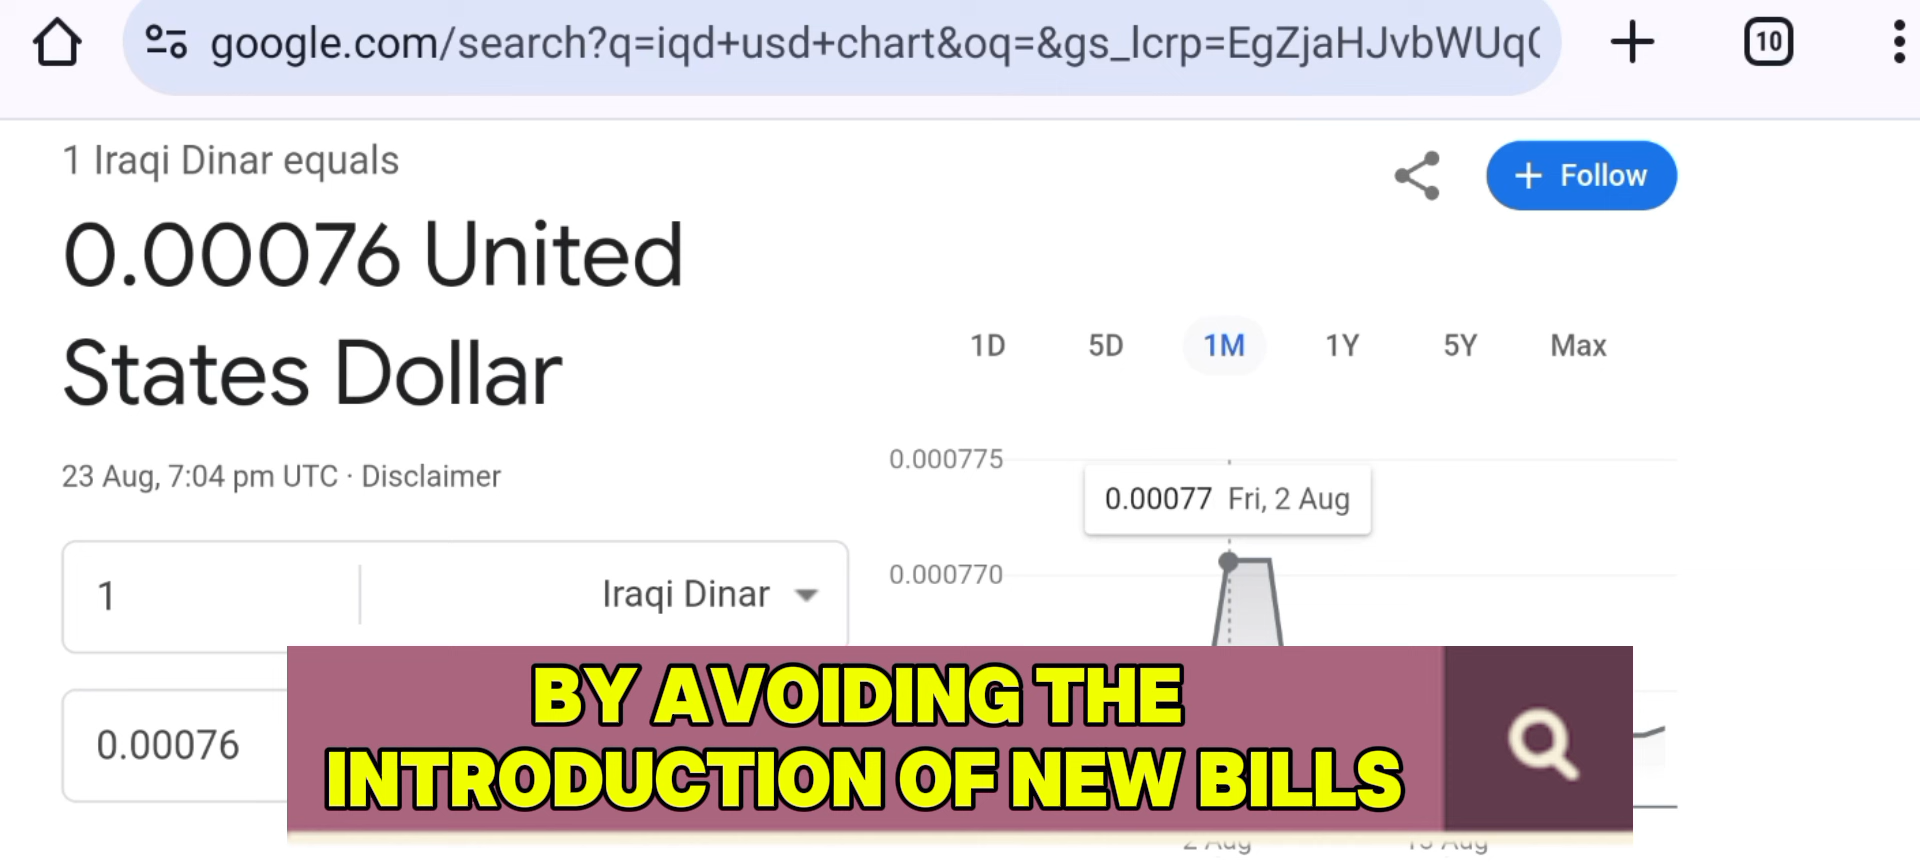 google.com/search?q=iqd+usd+chart&oq=&gs_lcrp=EgZjaHJvbWUq
10
1 Iraqi Dinar equals
0.00076 United
States Dollar
Follow
1D 5D 1M 1Y 5Y Max
23 Aug, 7:04 pm UTC · Disclaimer
0.000775
0.00077 Fri, 2 Aug
0.000770
1 Iraqi Dinar
0.00076
BY AVOIDING THE
INTRODUCTION OF NEW BILLS
2 Aug